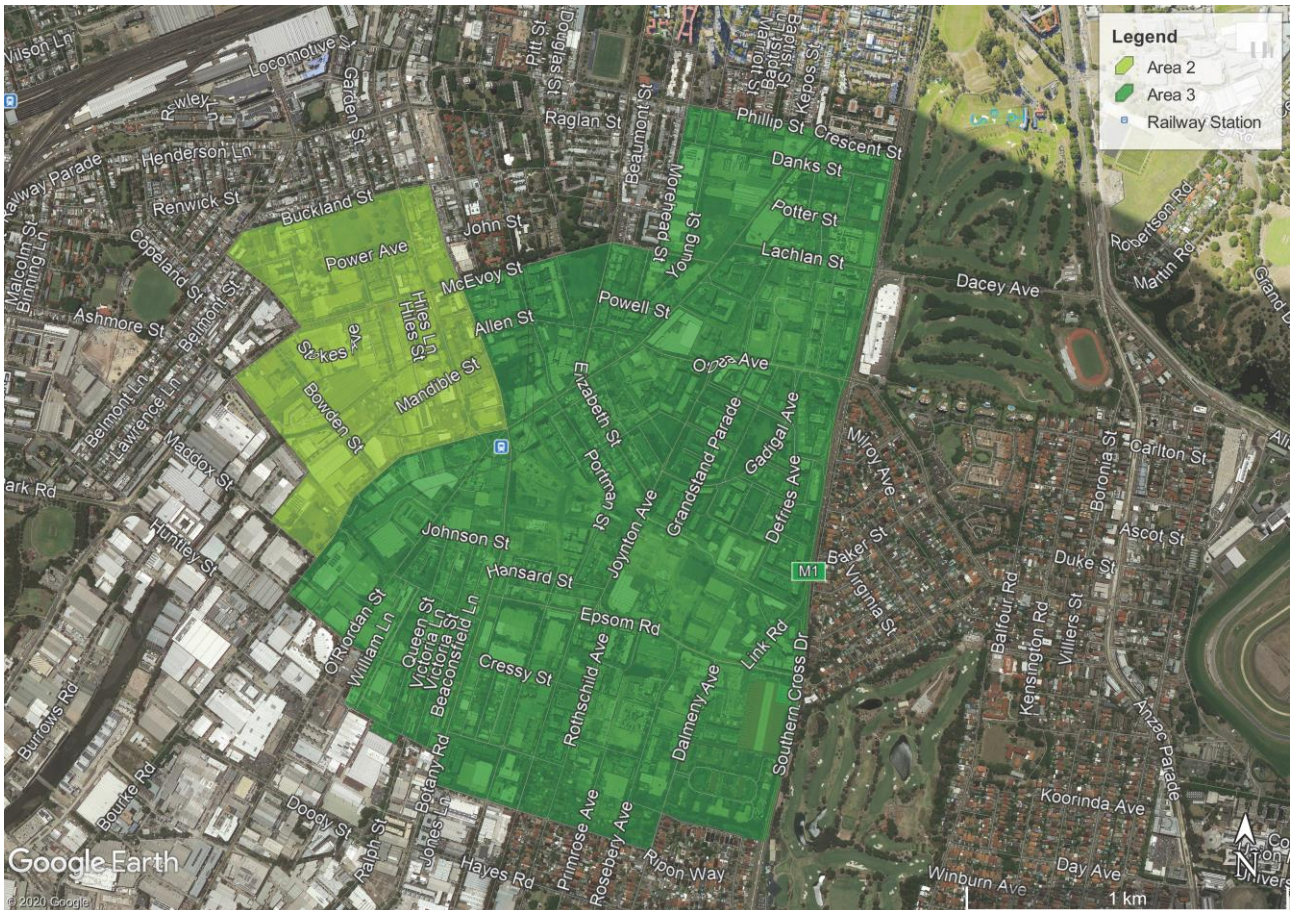 Legend
Area 2
Area 3
Railway Station
Wilson Ln
Locomotive
Garden St
Pitt St
Douglas St
Raglan St
Beaumont St
Marriott St
Baptist St
Phillip St
Crescent St
Danks St
Henderson Ln
Railway Parade
Renwick St
Buckland St
Copeland St
Malcolm St
Binning Ln
Morehead St
Young St
Potter St
Lachlan St
John St
Power Ave
McEvoy St
Robertson Rd
Martin Rd
Dacey Ave
Belmont St
Ashmore St
Hiles Ln
Hiles St
Allen St
Powell St
Stokes Ave
Mandible St
Bowden St
Elizabeth St
Belmont Ln
Lawrence Ln
Maddox St
Grandstand Parade
Gadigal Ave
Milroy Ave
Boronia St
Carlton St
Portman St
Defries Ave
Huntley St
Johnson St
Joynton Ave
Ascot St
Hansard St
M1
Baker St
Virginia St
Duke St
Balfour Rd
Kensington Rd
Villiers St
Epsom Rd
Link Rd
O'Riordan St
William Ln
Queen St
Victoria Ln
Victoria St
Beaconsfield Ln
Cressy St
Rothschild Ave
Dalmeny Ave
Southern Cross Dr
Anzac Parade
Burrows Rd
Bourke Rd
Botany Rd
Doody St
Ralph St
Jones Ln
Hayes Rd
Primrose Ave
Rosebery Ave
Ripon Way
Koorinda Ave
Day Ave
Winburn Ave
N
1 km
Google Earth
© 2020 Google